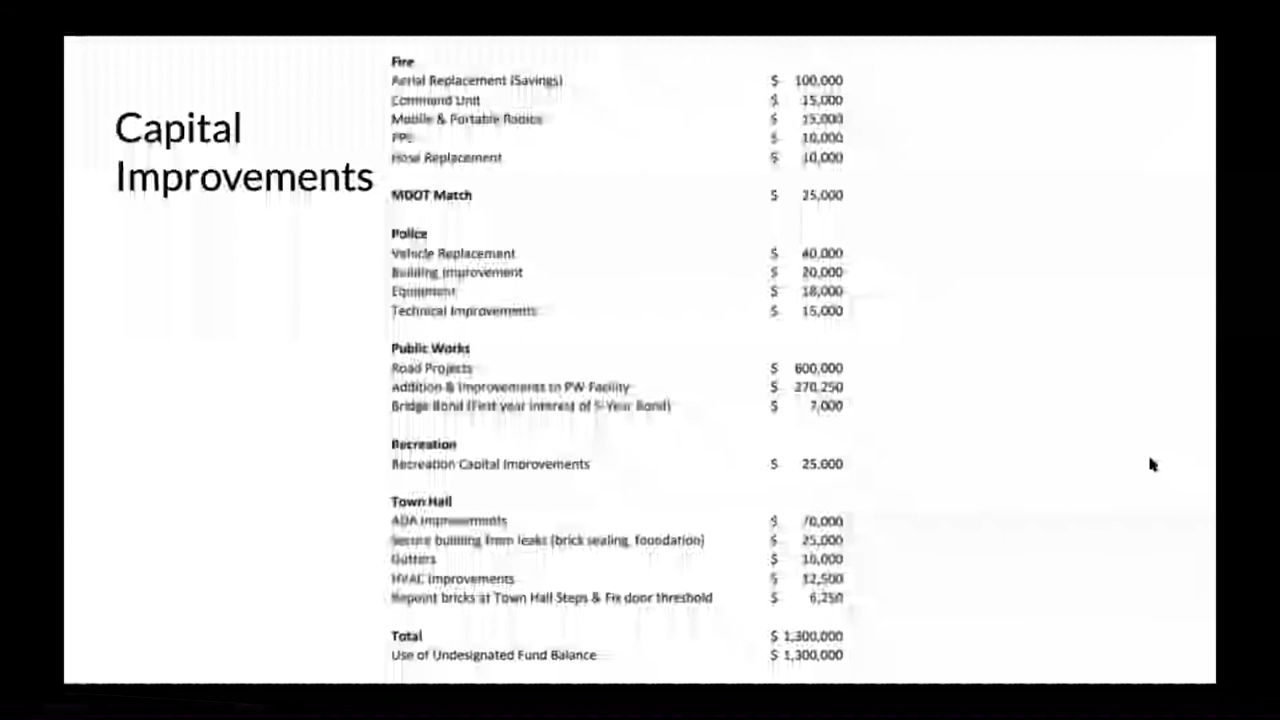 Capital
Improvements
Fire
Aerial Replacement (Savings) $ 100,000
Command Unit $ 15,000
Mobile & Portable Radios $ 15,000
PPE $ 10,000
Hose Replacement $ 10,000
MDOT Match $ 25,000
Police
Vehicle Replacement $ 40,000
Building Improvement $ 20,000
Equipment $ 18,000
Technical Improvements $ 15,000
Public Works
Road Projects $ 600,000
Addition & Improvements to PW Facility $ 270,250
Bridge Bond (First year interest of 5-Year Bond) $ 7,000
Recreation
Recreation Capital Improvements $ 25,000
Town Hall
ADA Improvements $ 70,000
Secure building from leaks (brick sealing, foundation) $ 25,000
Gutters $ 10,000
HVAC Improvements $ 12,500
Repoint bricks at Town Hall Steps & Fix door threshold $ 6,250
Total $ 1,300,000
Use of Undesignated Fund Balance $ 1,300,000